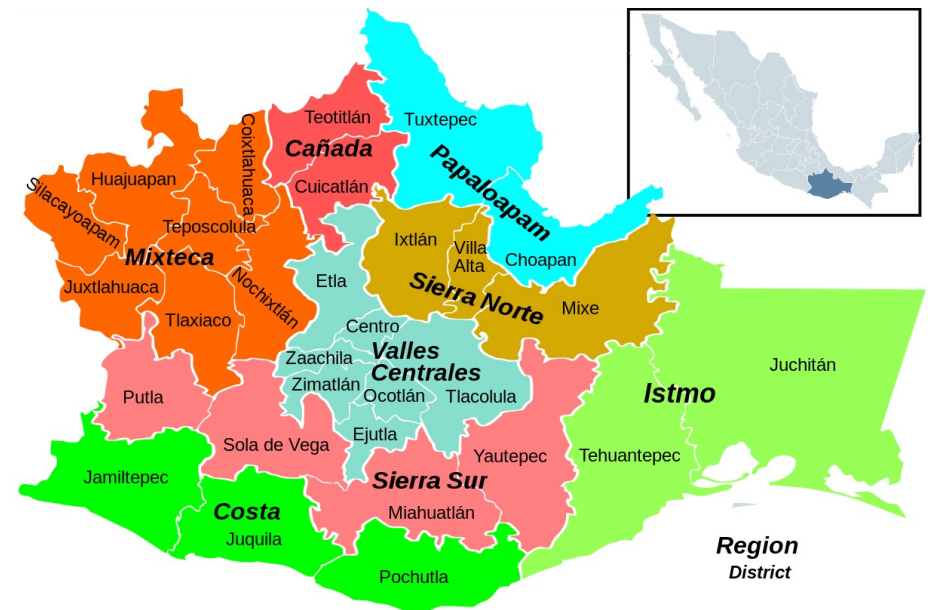 Teotitlán
Cañada
Cuicatlán
Tuxtepec
Papaloapam
Choapan
Coixtlahuaca
Huajuapan
Silacayoapam
Teposcolula
Mixteca
Juxtlahuaca
Nochixtlán
Tlaxiaco
Ixtlán
Villa
Alta
Sierra Norte
Mixe
Etla
Centro
Zaachila
Valles
Centrales
Zimatlán
Ocotlán
Tlacolula
Ejutla
Juchitán
Istmo
Tehuantepec
Putla
Sola de Vega
Yautepec
Sierra Sur
Miahuatlán
Jamiltepec
Costa
Juquila
Pochutla
Region
District